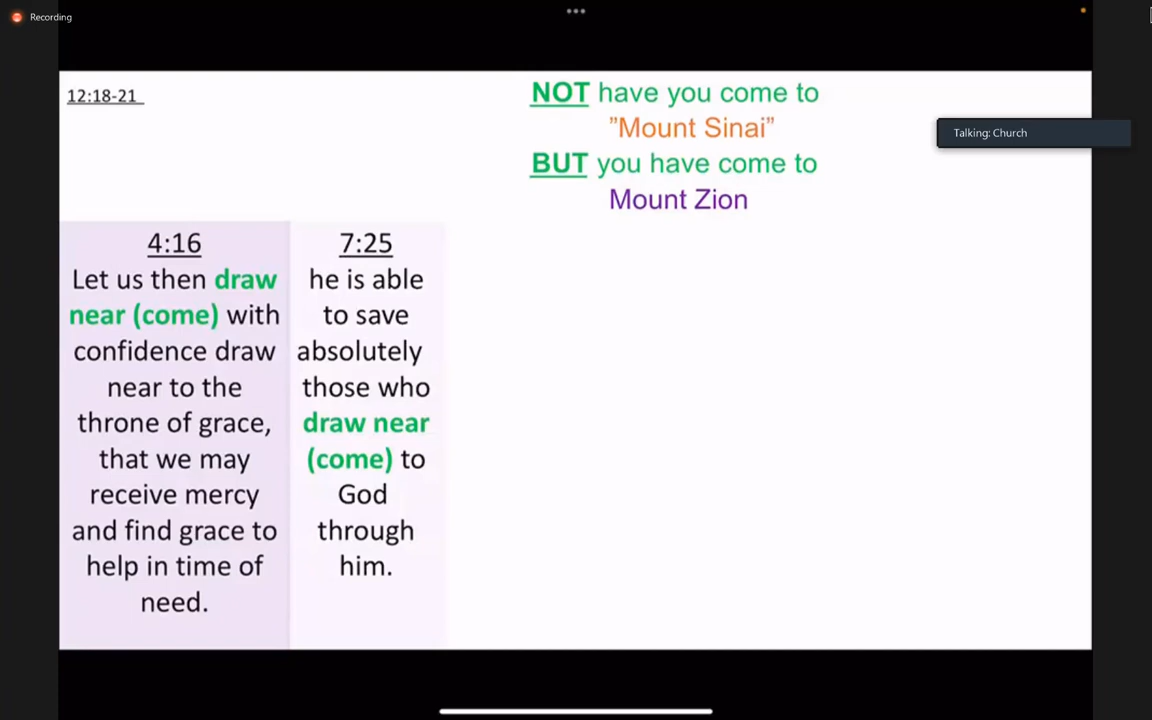 Recording
12:18-21
NOT have you come to
”Mount Sinai”
BUT you have come to
Mount Zion
Talking: Church
4:16
Let us then draw
near (come) with
confidence draw
near to the
throne of grace,
that we may
receive mercy
and find grace to
help in time of
need.
7:25
he is able
to save
absolutely
those who
draw near
(come) to
God
through
him.